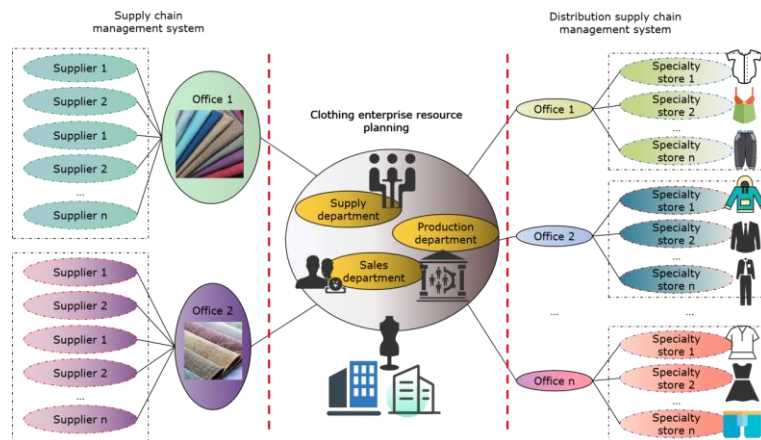 Supply chain
management system
Supplier 1
Supplier 2
Supplier 1
Supplier 2
...
Supplier n
Office 1
Supplier 1
Supplier 2
Supplier 1
Supplier 2
...
Supplier n
Office 2
Clothing enterprise resource
planning
Supply
department
Production
department
Sales
department
Distribution supply chain
management system
Office 1
Specialty
store 1
Specialty
store 2
...
Specialty
store n
Office 2
Specialty
store 1
Specialty
store 2
...
Specialty
store n
...
...
Office n
Specialty
store 1
Specialty
store 2
...
Specialty
store n